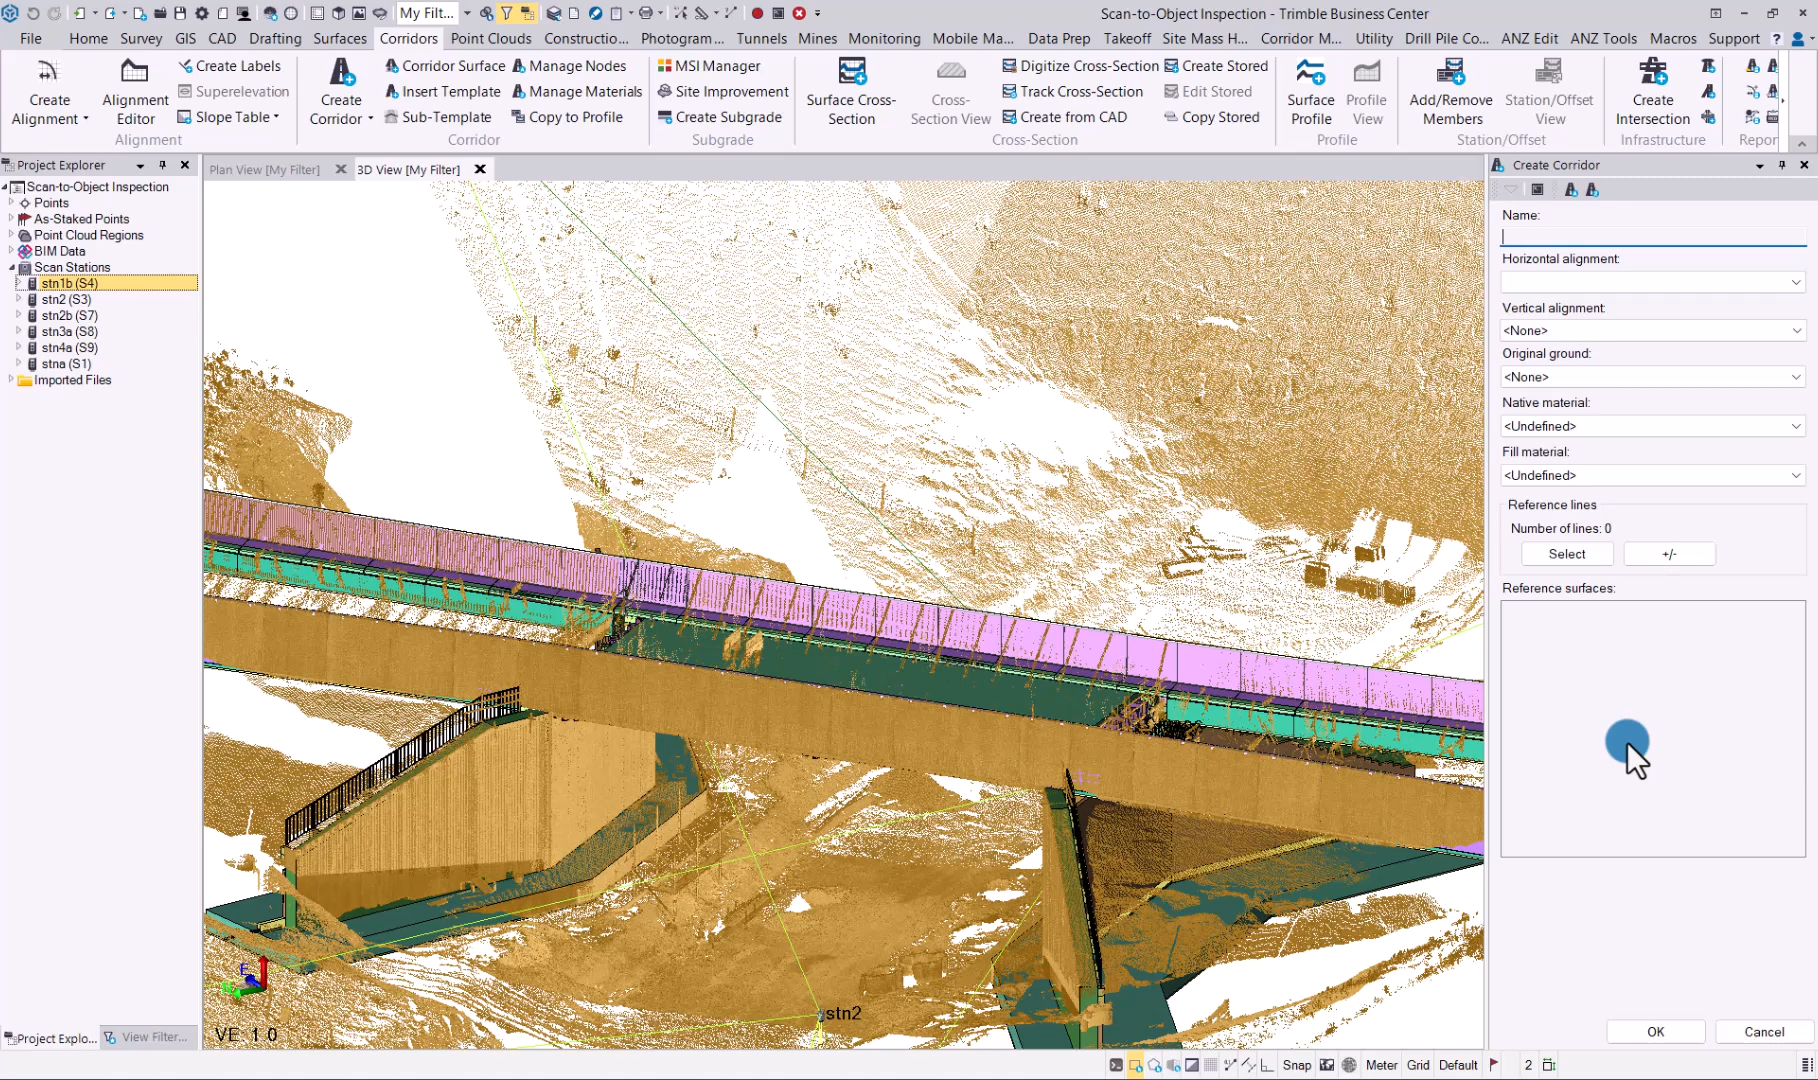 My Filt...
Scan-to-Object Inspection - Trimble Business Center
File Home Survey GIS CAD Drafting Surfaces Corridors Point Clouds Constructio... Photogram ... Tunnels Mines Monitoring Mobile Ma... Data Prep Takeoff Site Mass H... Corridor M... Utility Drill Pile Co... ANZ Edit ANZ Tools Macros Support
Create Alignment
Alignment Editor
Create Labels
Superelevation
Slope Table
Alignment
Create Corridor
Corridor Surface
Insert Template
Sub-Template
Manage Nodes
Manage Materials
Copy to Profile
Corridor
MSI Manager
Site Improvement
Create Subgrade
Subgrade
Surface Cross-Section
Cross-Section View
Digitize Cross-Section
Track Cross-Section
Create from CAD
Create Stored
Edit Stored
Copy Stored
Cross-Section
Surface Profile
Profile View
Profile
Add/Remove Members
Station/Offset View
Station/Offset
Create Intersection
Infrastructure
Repor
Project Explorer
Scan-to-Object Inspection
Points
As-Staked Points
Point Cloud Regions
BIM Data
Scan Stations
stn1b (S4)
stn2 (S3)
stn2b (S7)
stn3a (S8)
stn4a (S9)
stna (S1)
Imported Files
Project Explo...
View Filter...
Plan View [My Filter]
3D View [My Filter]
E
stn2
VE: 1.0
Create Corridor
Name:
Horizontal alignment:
Vertical alignment:
<None>
Original ground:
<None>
Native material:
<Undefined>
Fill material:
<Undefined>
Reference lines
Number of lines: 0
Select
+/-
Reference surfaces:
OK
Cancel
Snap
Meter
Grid
Default
2